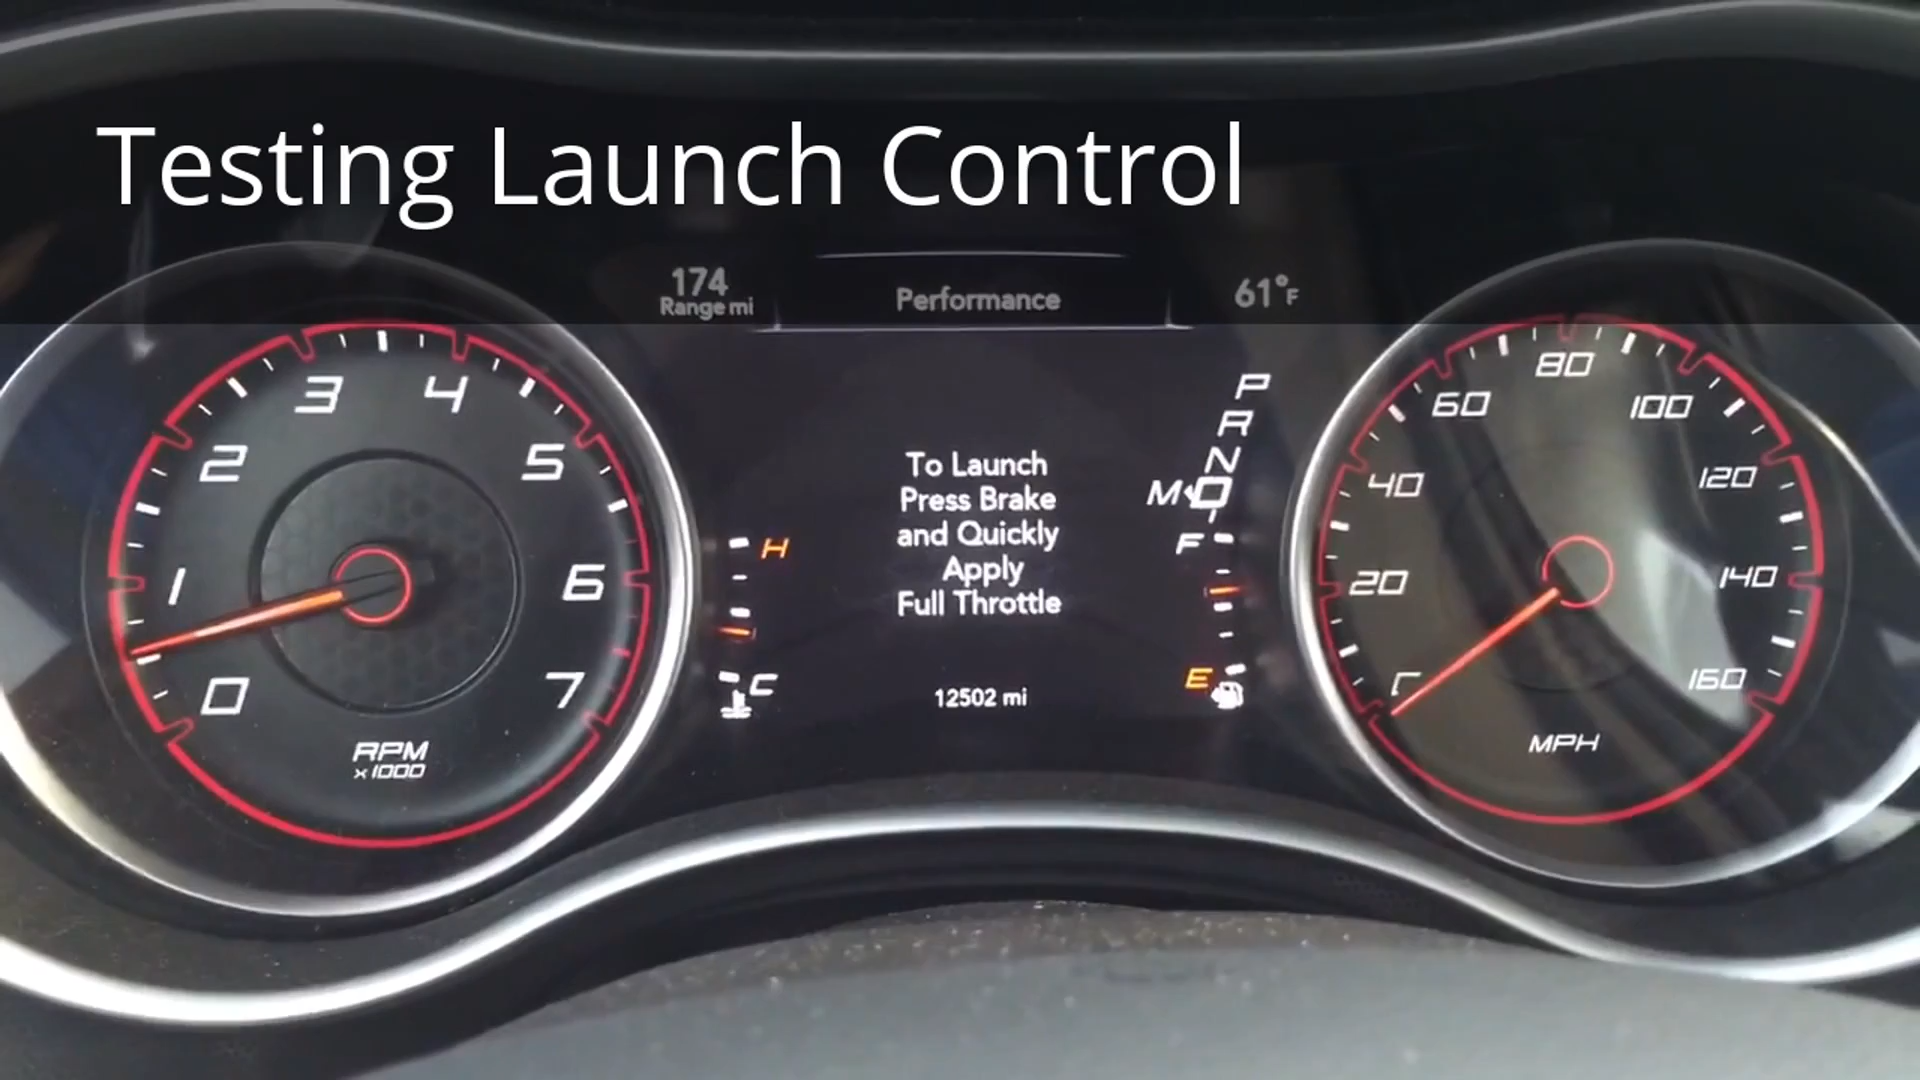 Testing Launch Control
174
Range mi
Performance
61°F
3
4
2
5
1
6
0
7
RPM
x1000
H
C
To Launch
Press Brake
and Quickly
Apply
Full Throttle
12502 mi
P
R
N
M
D
F
E
80
60
100
40
120
20
140
160
MPH